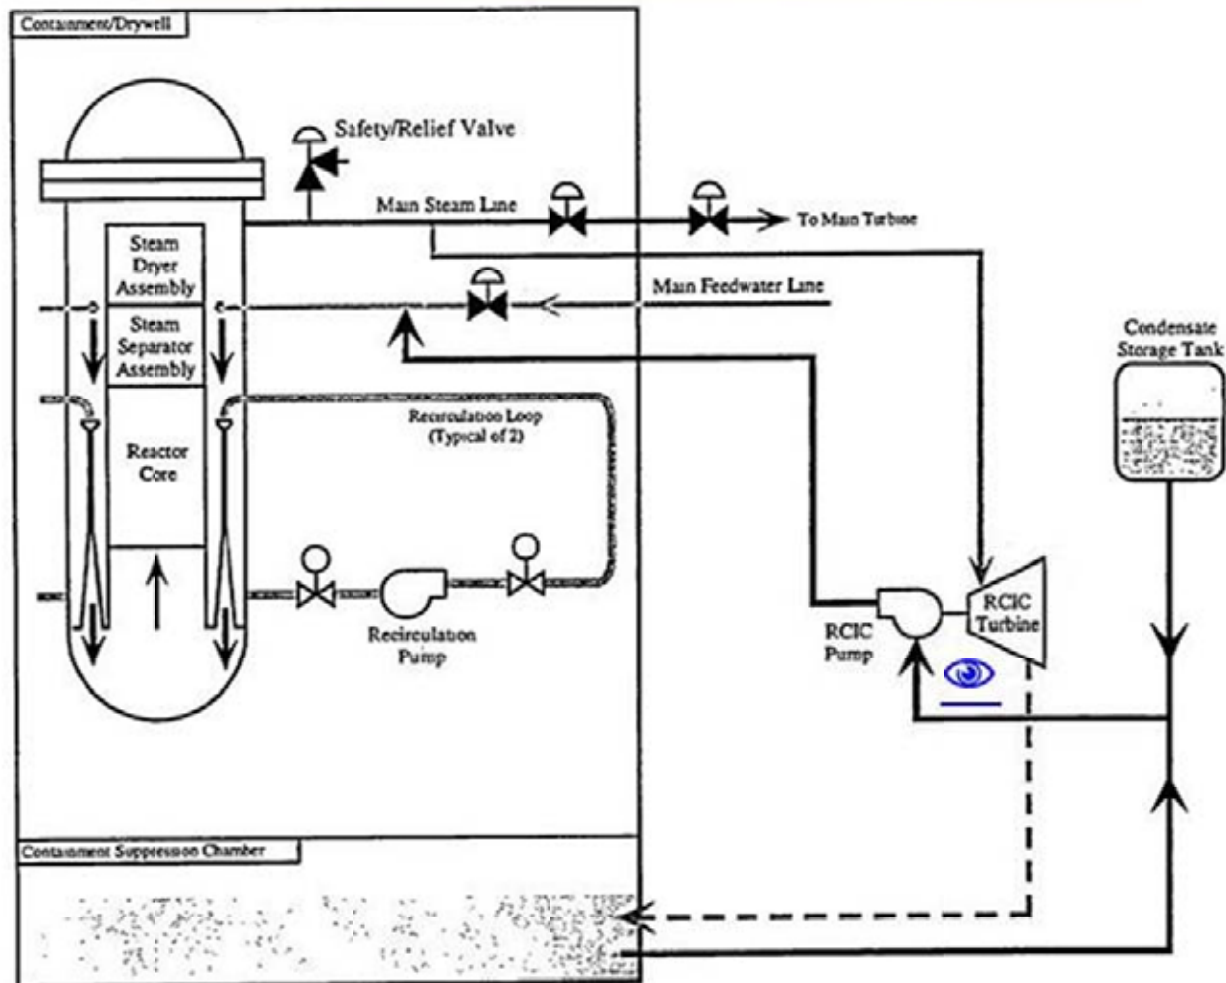 Containment/Drywell
Safety/Relief Valve
Main Steam Line
To Main Turbine
Steam
Dryer
Assembly
Main Feedwater Line
Steam
Separator
Assembly
Condensate
Storage Tank
Recirculation Loop
(Typical of 2)
Reactor
Core
RCIC
Turbine
RCIC
Pump
Recirculation
Pump
Containment Suppression Chamber